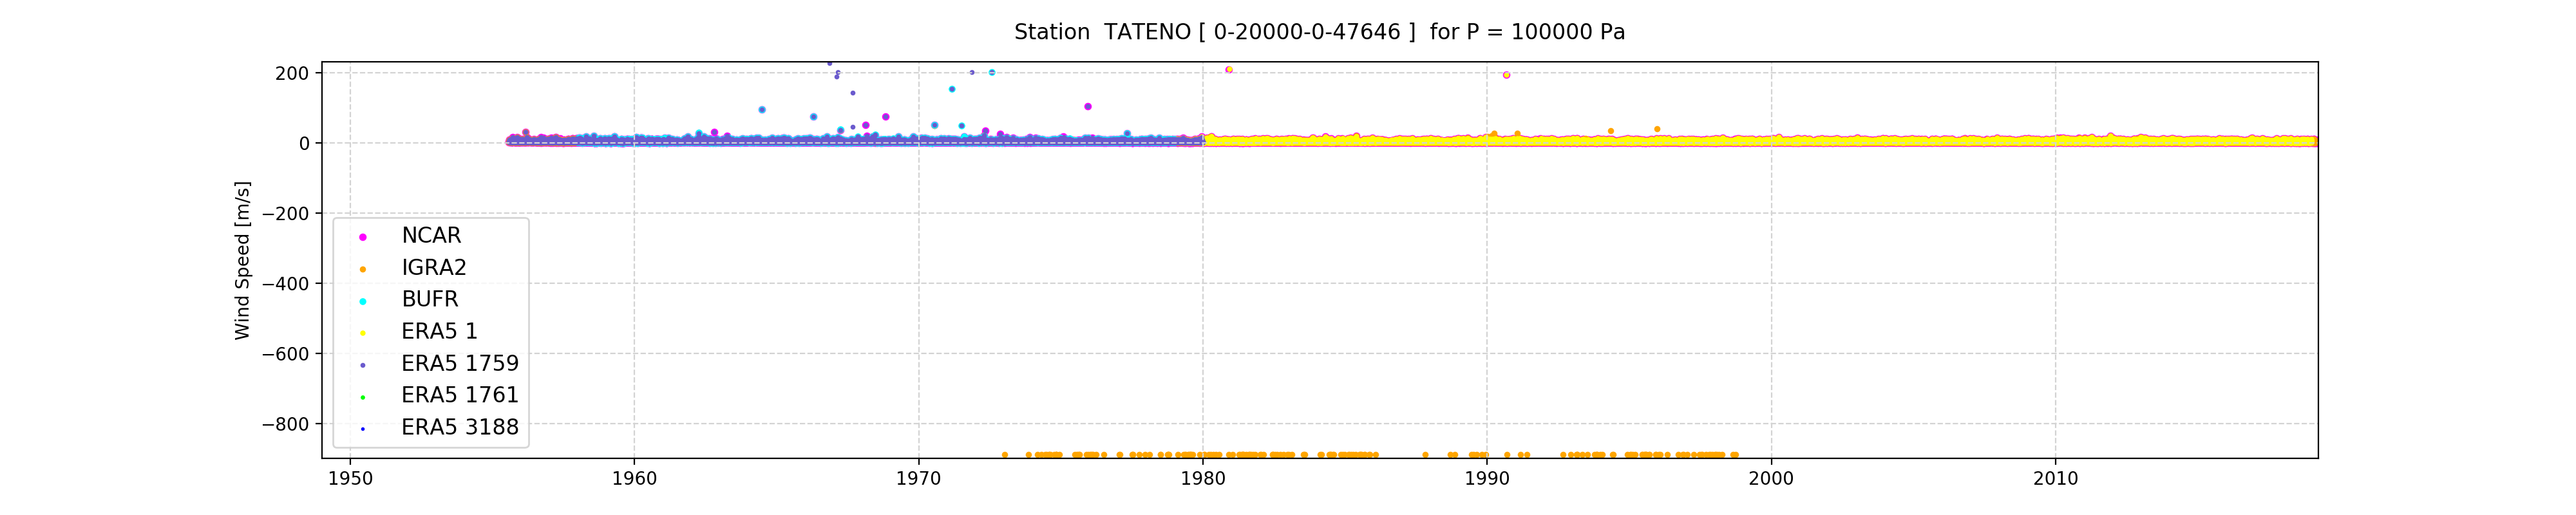 Station  TATENO [ 0-20000-0-47646 ]  for P = 100000 Pa
Wind Speed [m/s]
200
0
−200
−400
−600
−800
NCAR
IGRA2
BUFR
ERA5 1
ERA5 1759
ERA5 1761
ERA5 3188
1950 1960 1970 1980 1990 2000 2010